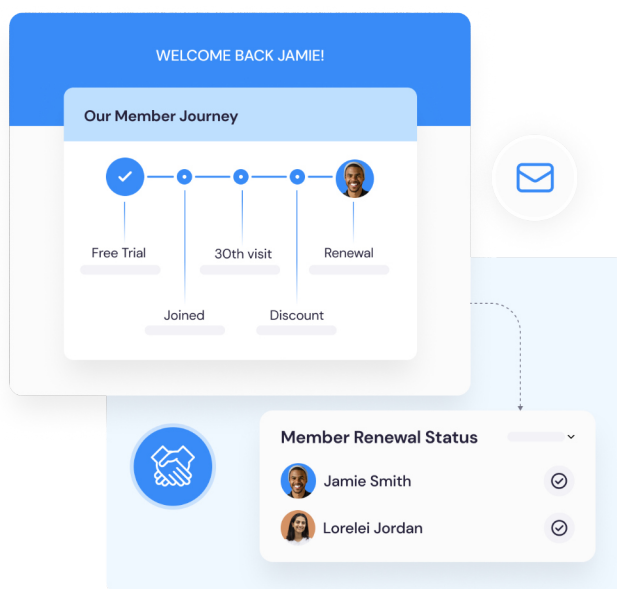 WELCOME BACK JAMIE!
Our Member Journey
Free Trial
30th visit
Renewal
Joined
Discount
Member Renewal Status
Jamie Smith
Lorelei Jordan